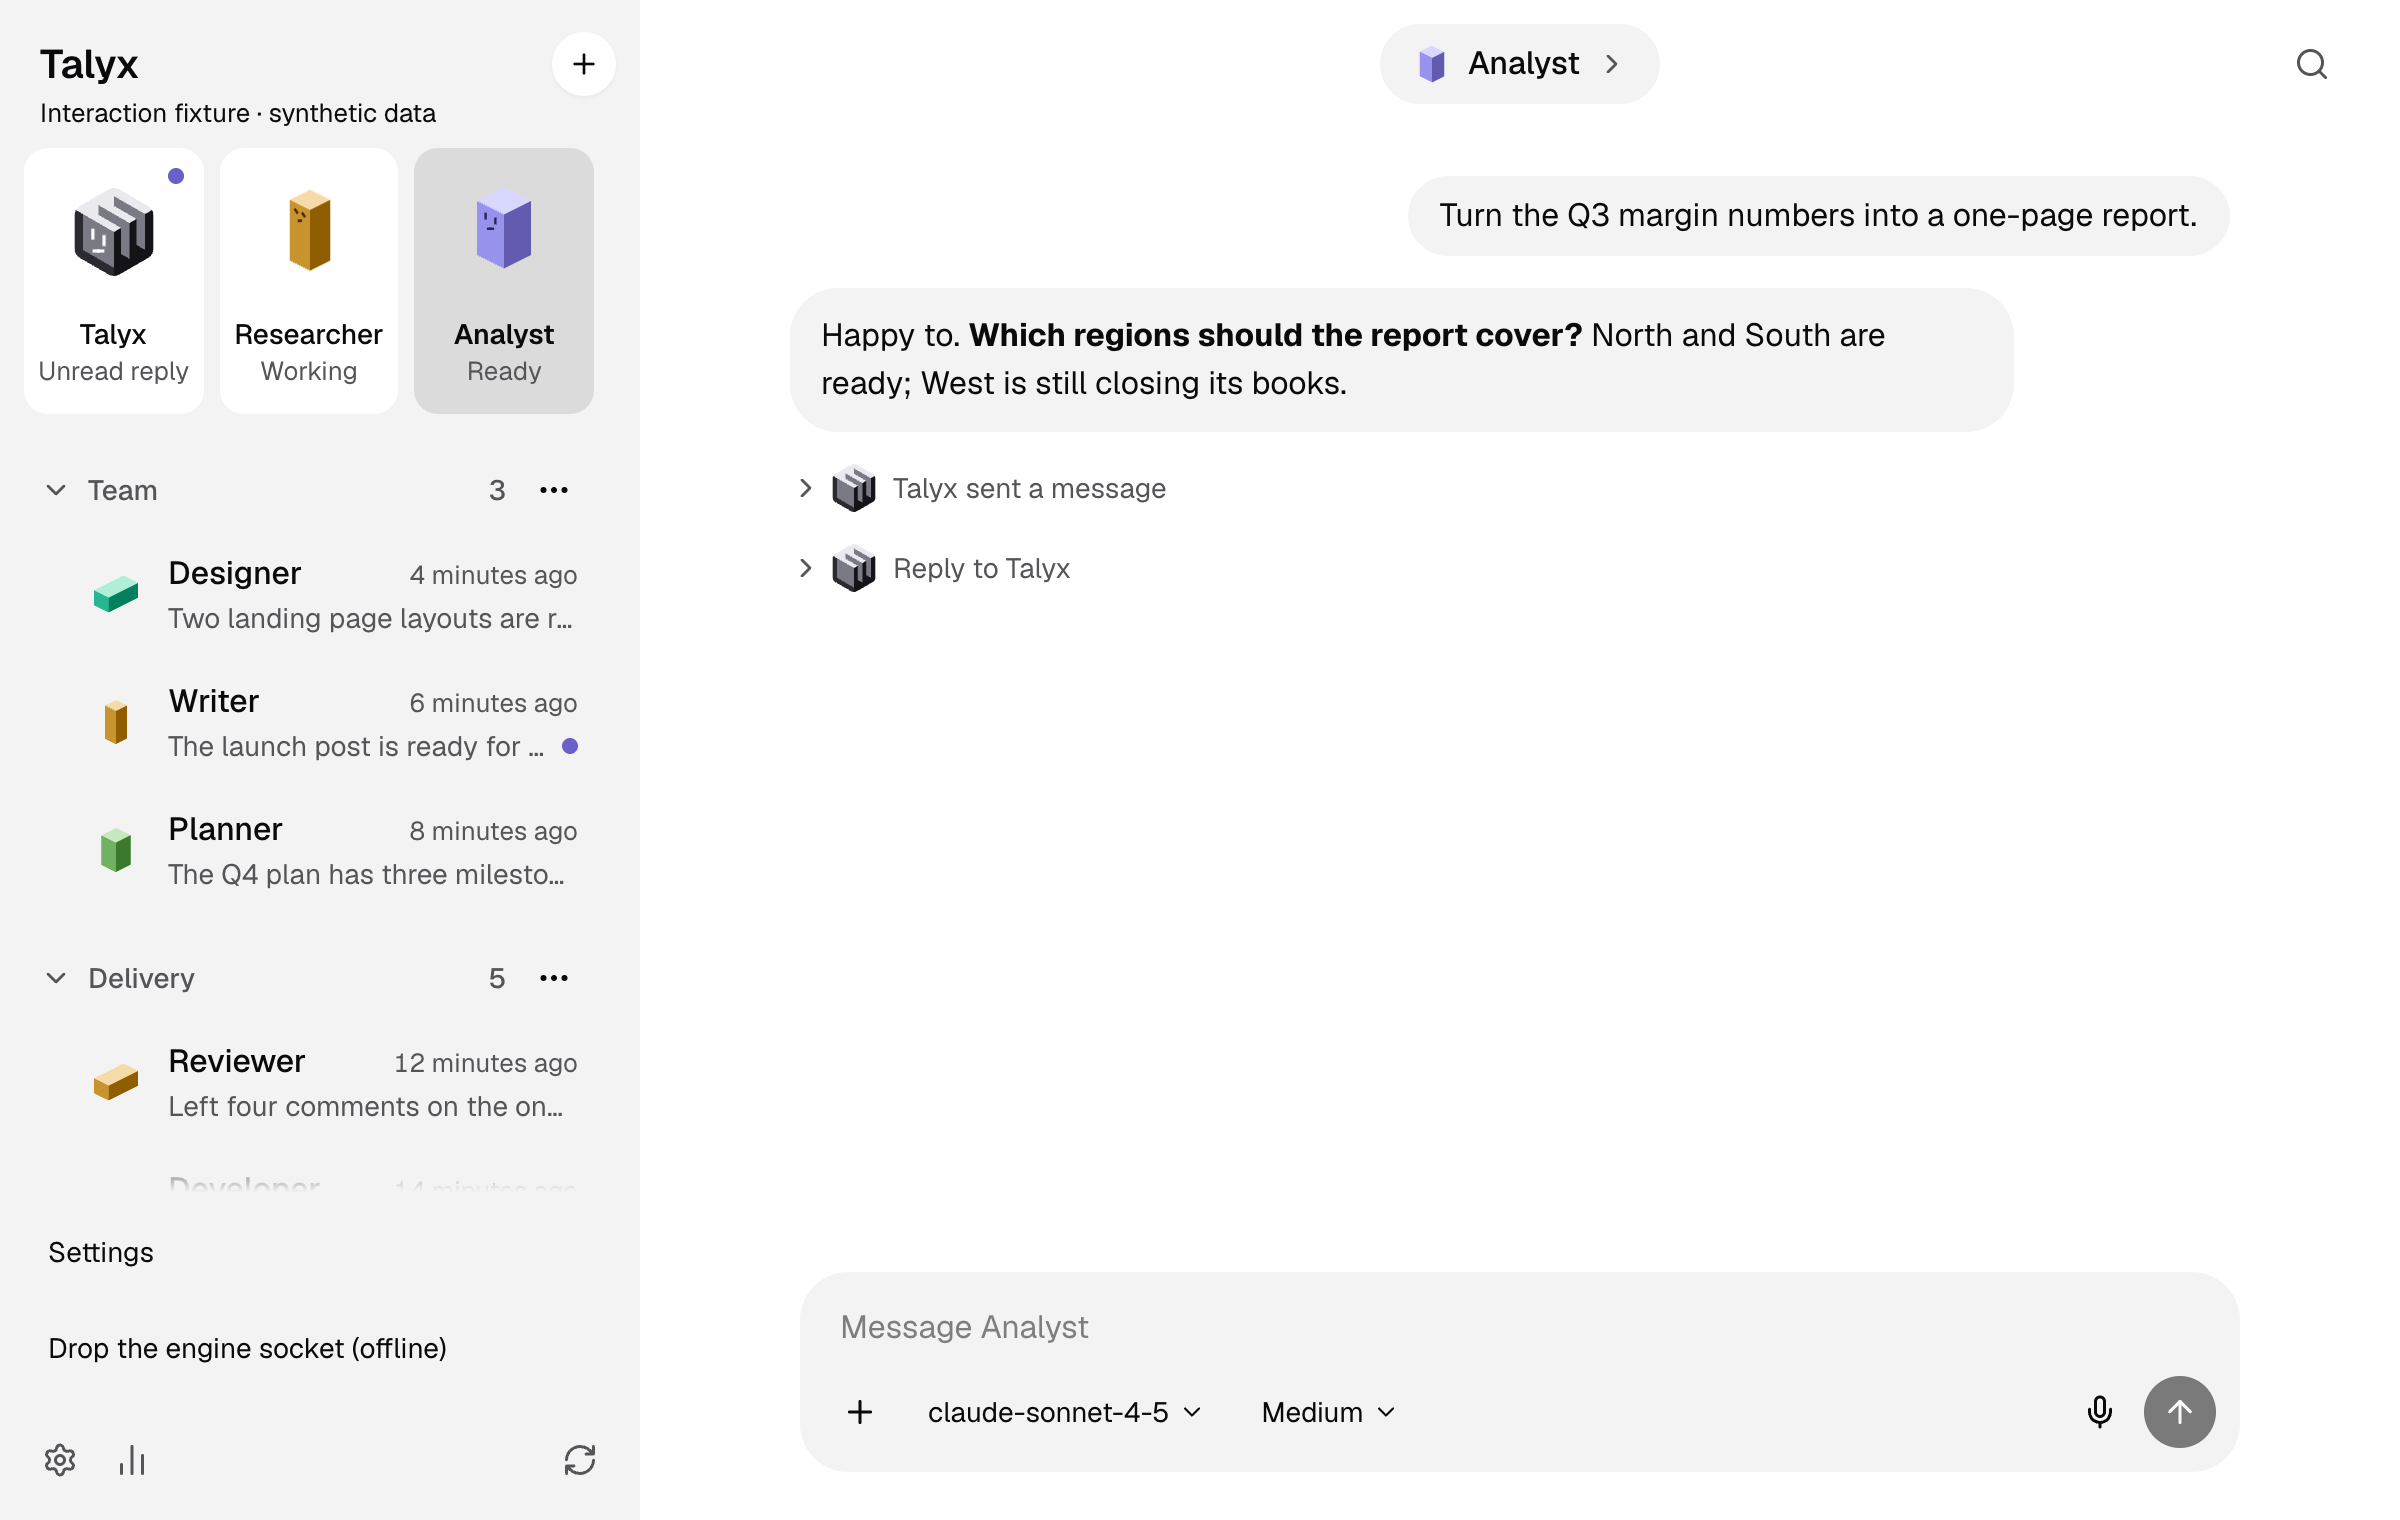 Talyx
Interaction fixture · synthetic data
Talyx
Unread reply
Researcher
Working
Analyst
Ready
Team 3
Designer 4 minutes ago
Two landing page layouts are r...
Writer 6 minutes ago
The launch post is ready for ...
Planner 8 minutes ago
The Q4 plan has three milesto...
Delivery 5
Reviewer 12 minutes ago
Left four comments on the on...
Developer 14 minutes ago
Settings
Drop the engine socket (offline)
Analyst
Turn the Q3 margin numbers into a one-page report.
Happy to. Which regions should the report cover? North and South are
ready; West is still closing its books.
Talyx sent a message
Reply to Talyx
Message Analyst
claude-sonnet-4-5 Medium